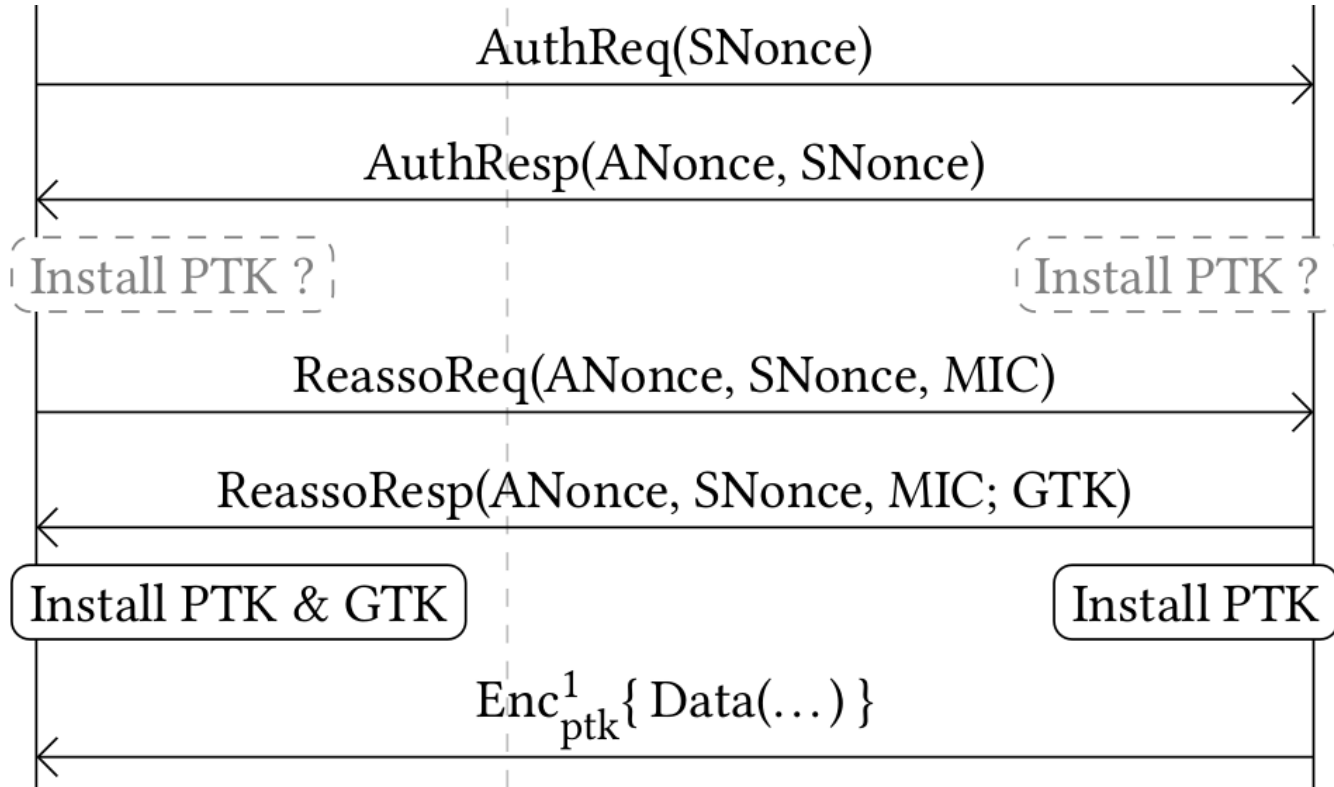 AuthReq(SNonce)
AuthResp(ANonce, SNonce)
Install PTK ?
Install PTK ?
ReassoReq(ANonce, SNonce, MIC)
ReassoResp(ANonce, SNonce, MIC; GTK)
Install PTK & GTK
Install PTK
Enc¹ptk{ Data(…) }